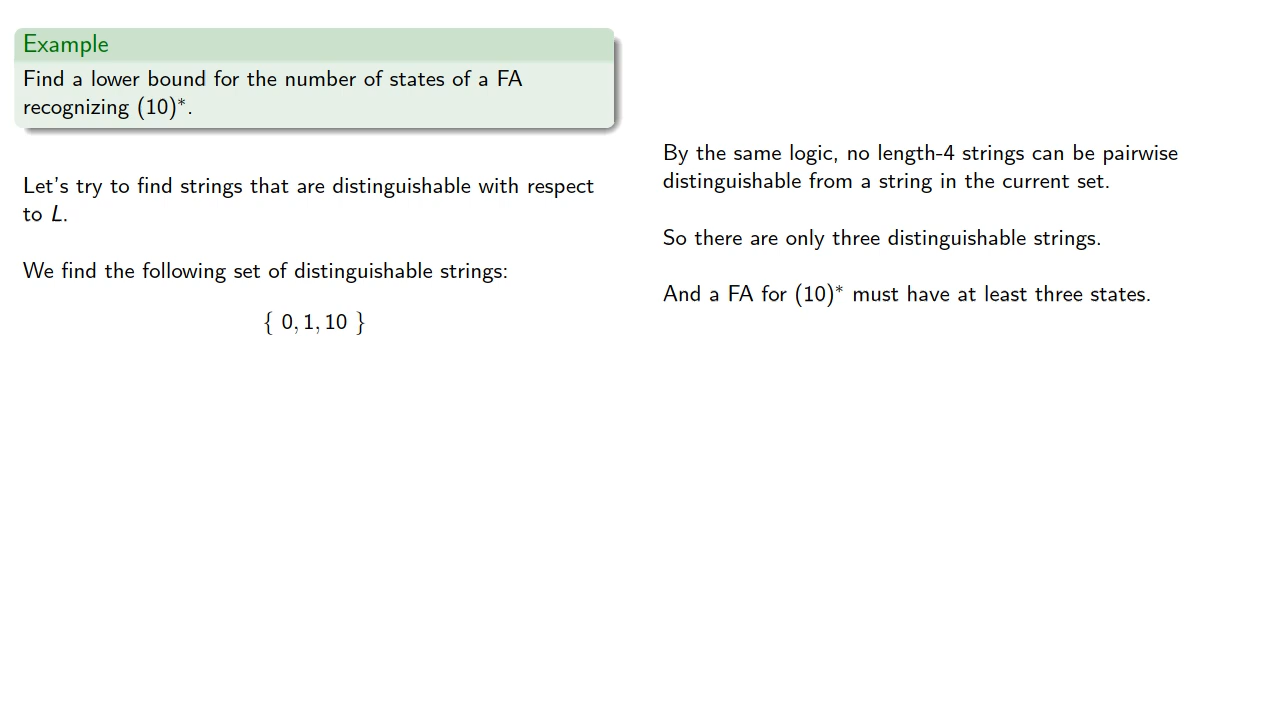 Example
Find a lower bound for the number of states of a FA
recognizing (10)*.
Let's try to find strings that are distinguishable with respect
to L.
We find the following set of distinguishable strings:
{ 0, 1, 10 }
By the same logic, no length-4 strings can be pairwise
distinguishable from a string in the current set.
So there are only three distinguishable strings.
And a FA for (10)* must have at least three states.